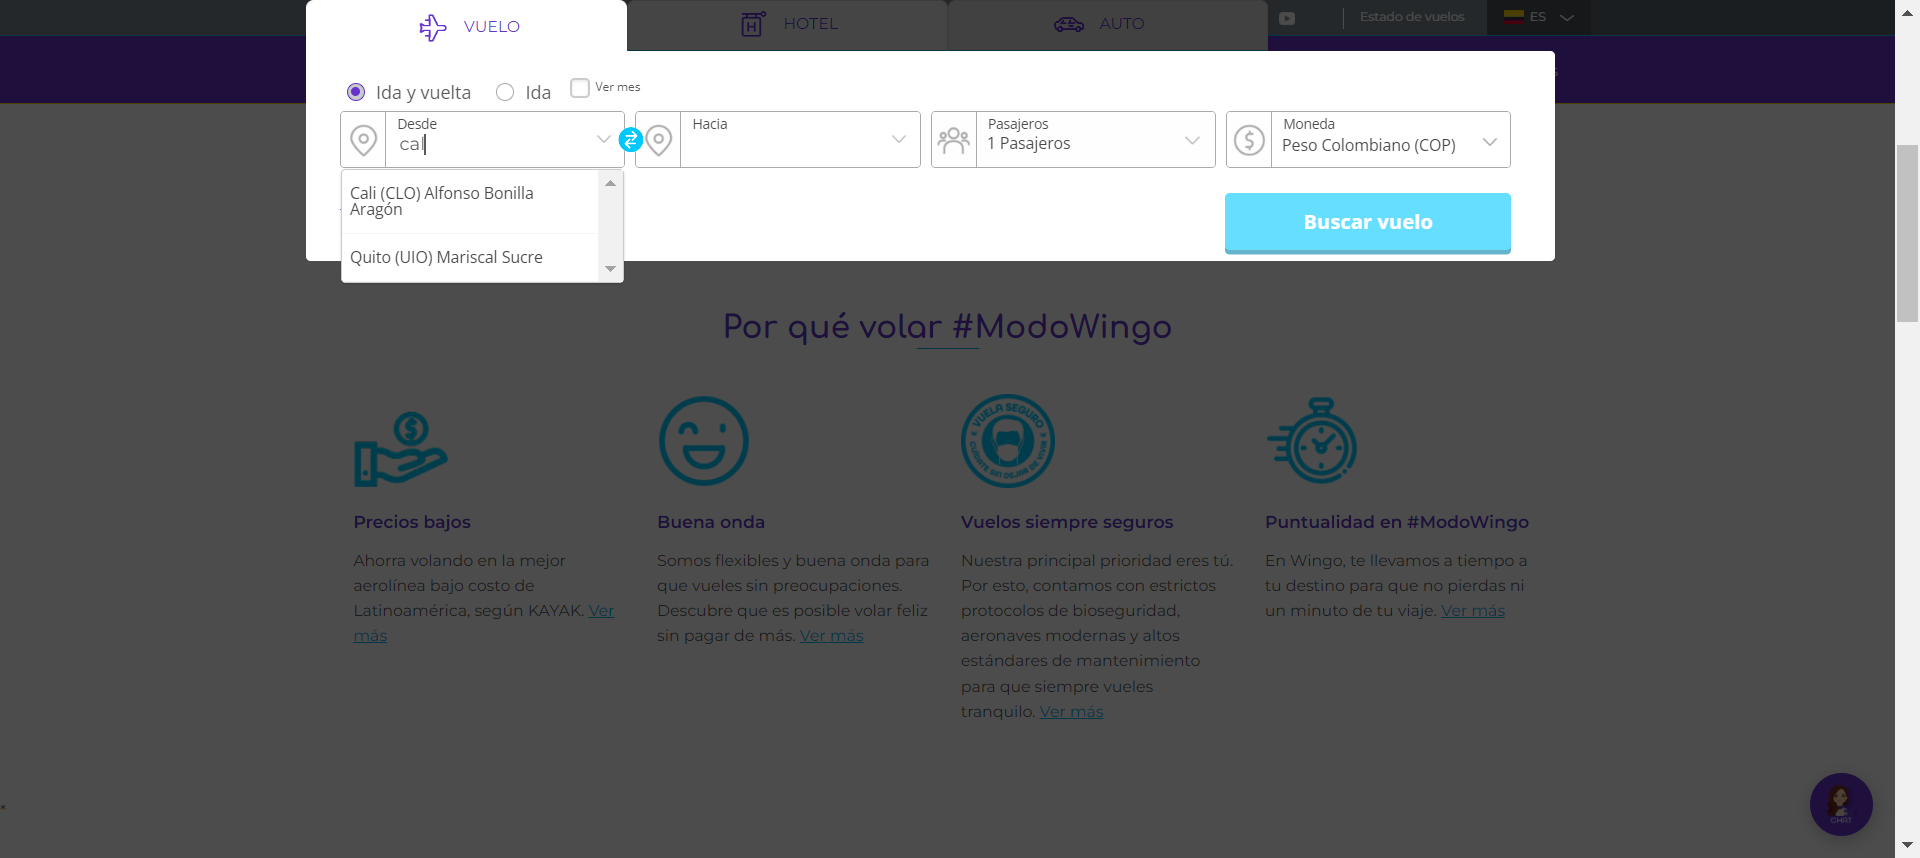 VUELO
HOTEL
AUTO
Estado de vuelos
ES
Ida y vuelta
Ida
Ver mes
Desde
cal
Hacia
Pasajeros
1 Pasajeros
Moneda
Peso Colombiano (COP)
Cali (CLO) Alfonso Bonilla
Aragón
Quito (UIO) Mariscal Sucre
Buscar vuelo
Por qué volar #ModoWingo
VUELA SEGURO
CUÍDATE SIN DEJAR DE VIVIR
Precios bajos
Ahorra volando en la mejor
aerolínea bajo costo de
Latinoamérica, según KAYAK. Ver
más
Buena onda
Somos flexibles y buena onda para
que vueles sin preocupaciones.
Descubre que es posible volar feliz
sin pagar de más. Ver más
Vuelos siempre seguros
Nuestra principal prioridad eres tú.
Por esto, contamos con estrictos
protocolos de bioseguridad,
aeronaves modernas y altos
estándares de mantenimiento
para que siempre vueles
tranquilo. Ver más
Puntualidad en #ModoWingo
En Wingo, te llevamos a tiempo a
tu destino para que no pierdas ni
un minuto de tu viaje. Ver más
*
CHAT